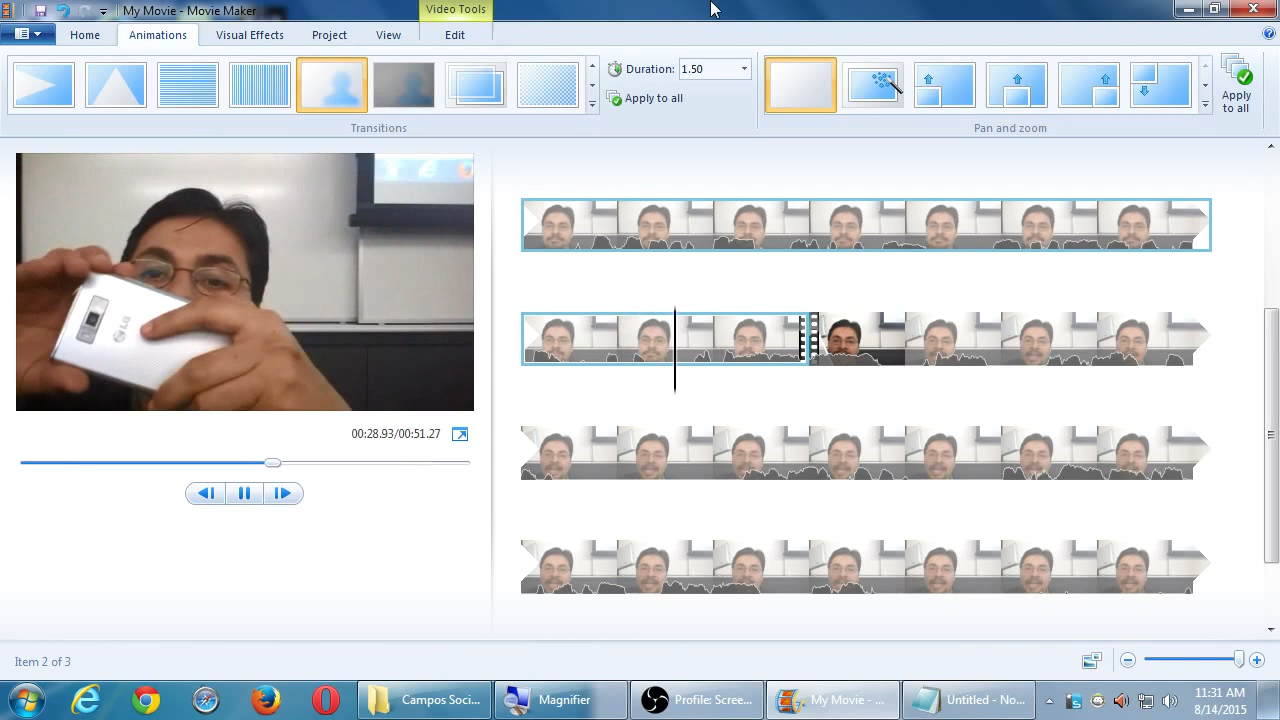 My Movie - Movie Maker
Video Tools
Home
Animations
Visual Effects
Project
View
Edit
Duration:
1.50
Apply to all
Apply
to all
Transitions
Pan and zoom
LG
00:28.93/00:51.27
Item 2 of 3
Campos Soci...
Magnifier
Profile: Scree...
My Movie - ...
Untitled - No...
11:31 AM
8/14/2015